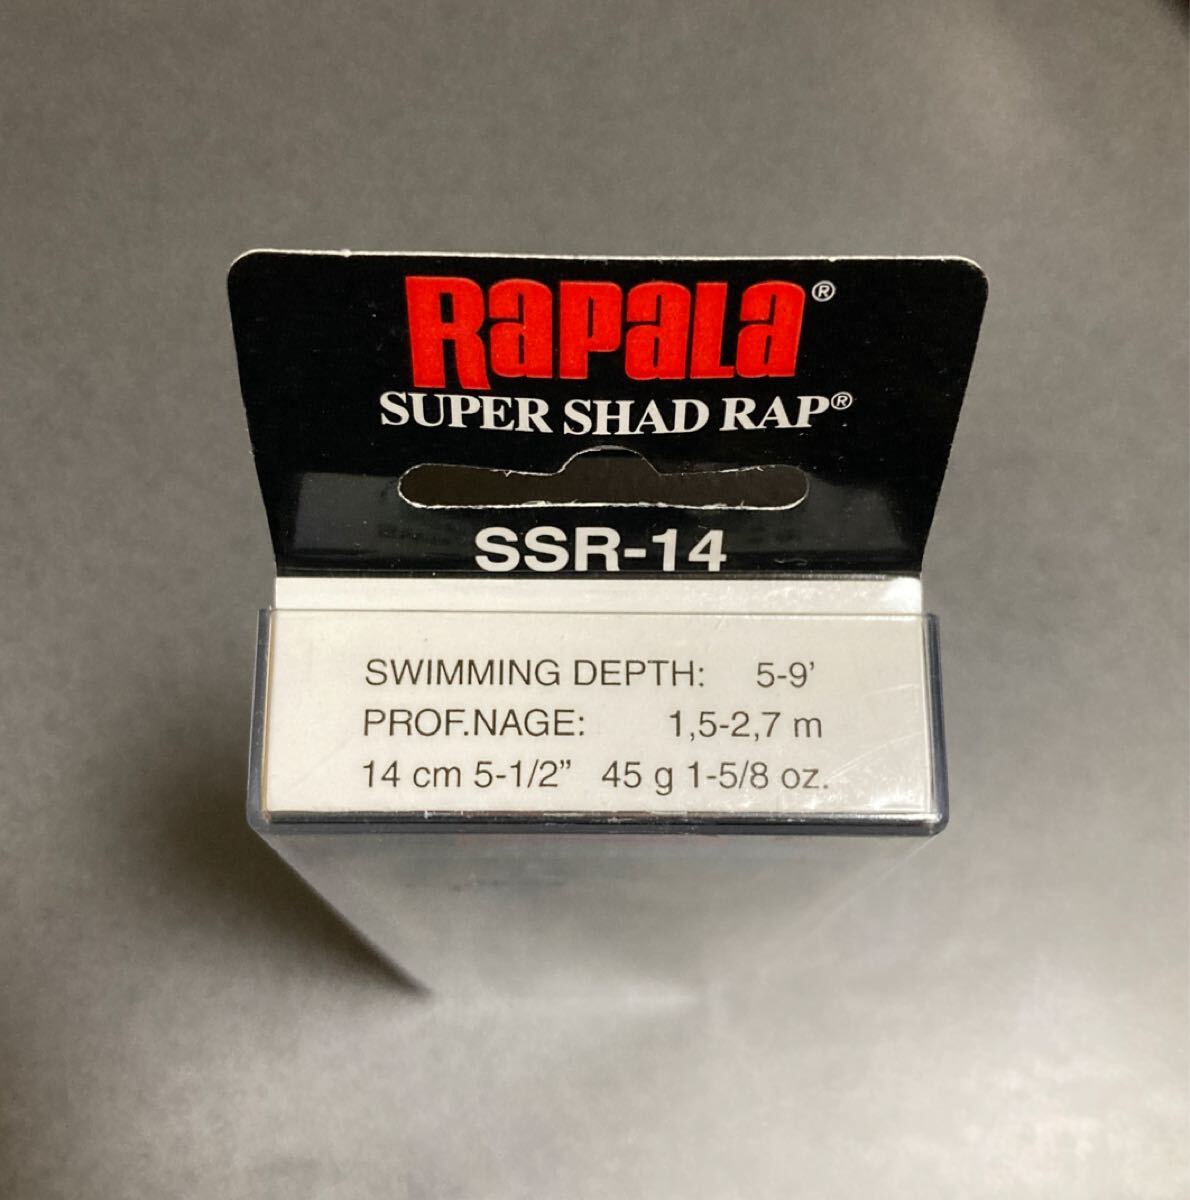 RAPALA®
SUPER SHAD RAP®
SSR-14
SWIMMING DEPTH: 5-9'
PROF.NAGE: 1,5-2,7 m
14 cm 5-1/2” 45 g 1-5/8 oz.